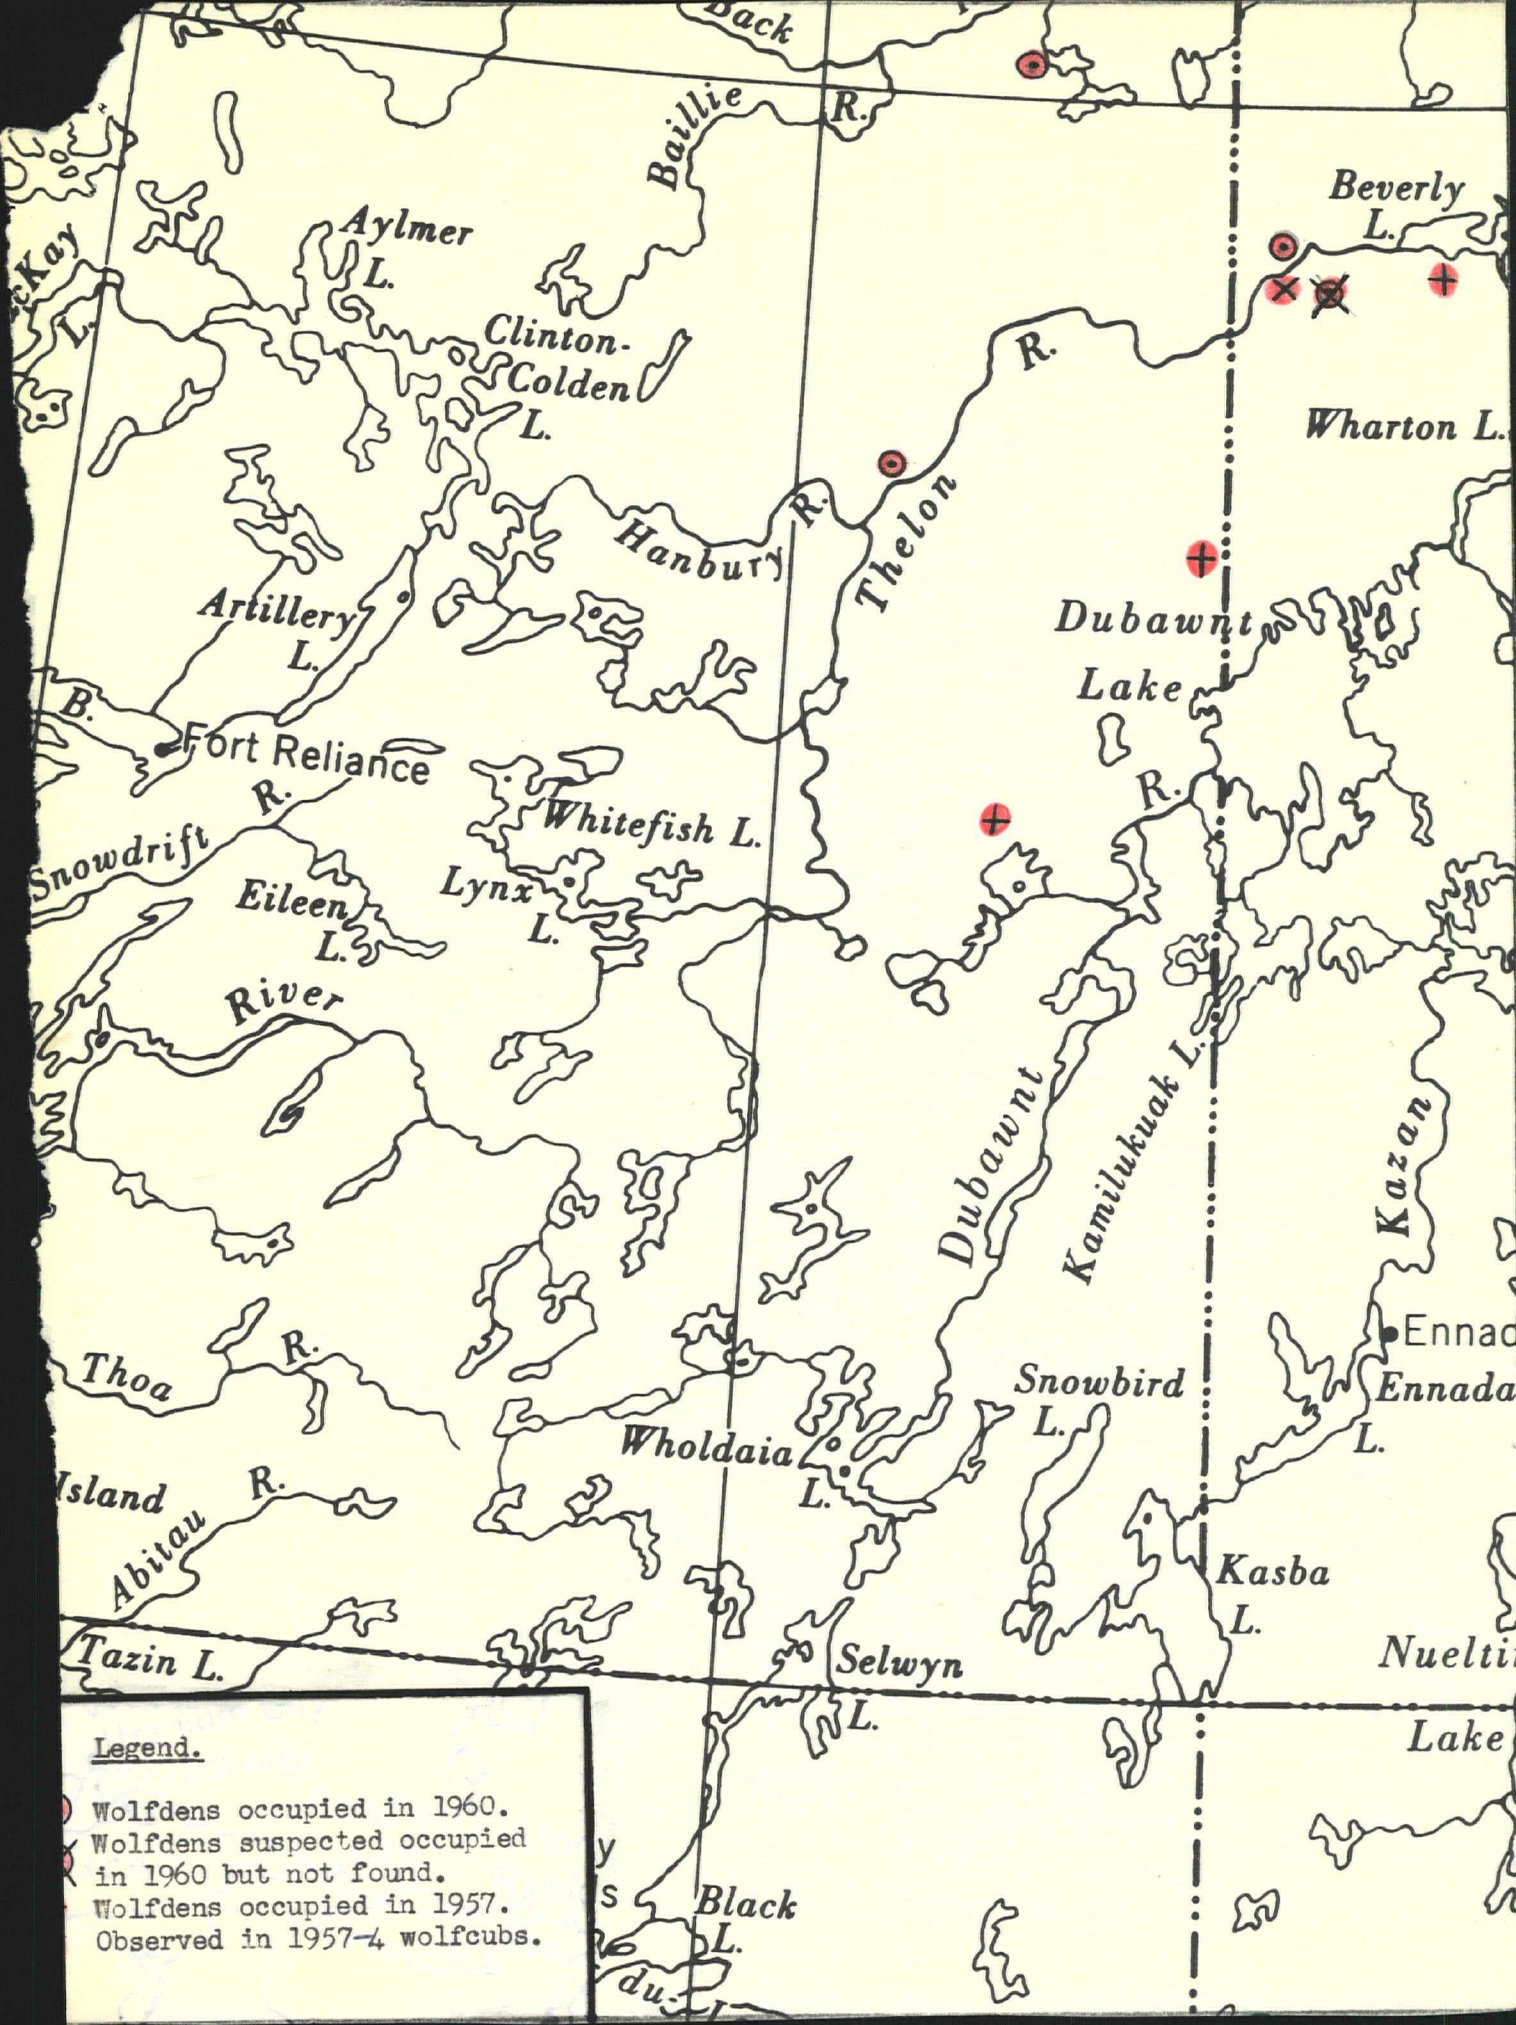 Back
R.
Baillie
Beverly
L.
Aylmer
L.
cKay
L.
Clinton-
Colden
L.
R.
Wharton L.
R.
Hanbury
Thelon
Artillery
L.
Dubawnt
Lake
B.
Fort Reliance
R.
R.
Whitefish L.
Snowdrift
Lynx
L.
Eileen
L.
River
Dubawnt
Kamilukuak L.
Kazan
Ennad
Ennada
L.
R.
Thoa
Snowbird
L.
Wholdaia
L.
Island
R.
Abitau
Kasba
L.
Tazin L.
Selwyn
L.
Nuelti
Lake
Legend.
Wolfdens occupied in 1960.
Wolfdens suspected occupied
in 1960 but not found.
Wolfdens occupied in 1957.
Observed in 1957-4 wolfcubs.
y
s
Black
L.
du-